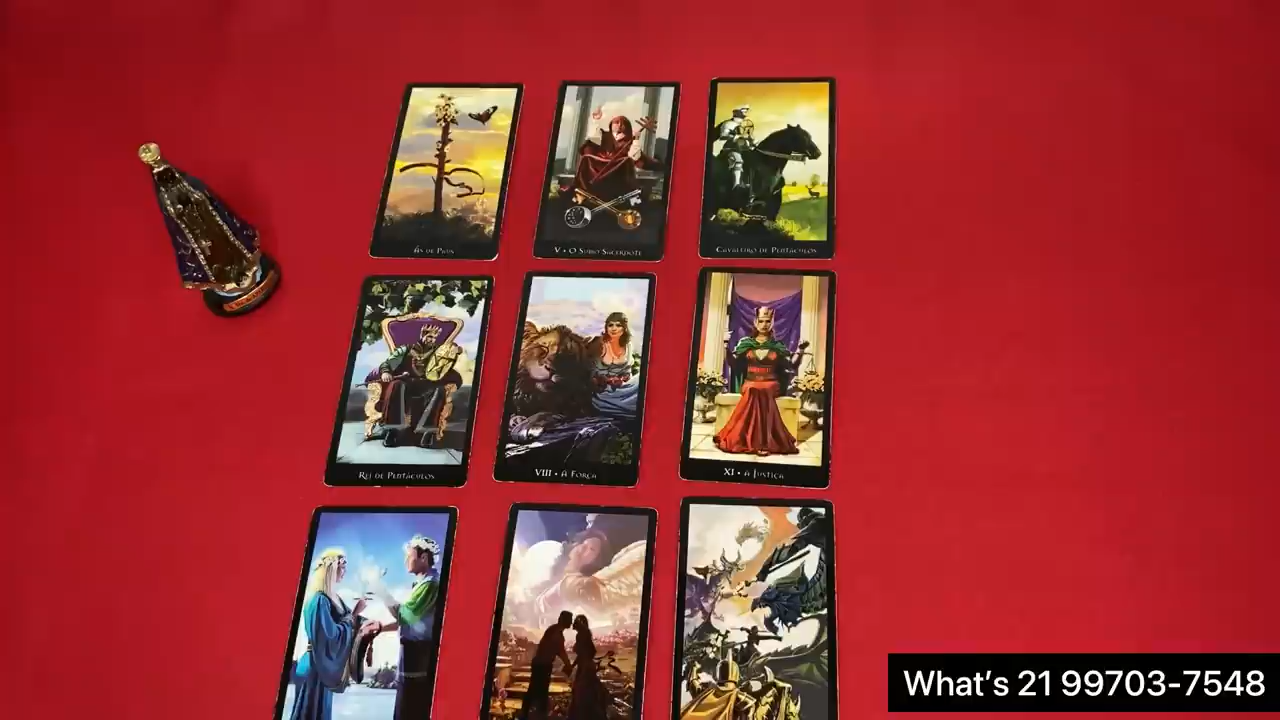 Ás de Paus
V • O Sumo Sacerdote
Cavaleiro de Pentáculos
Rei de Pentáculos
VIII • A Força
XI • A Justiça
What's 21 99703-7548